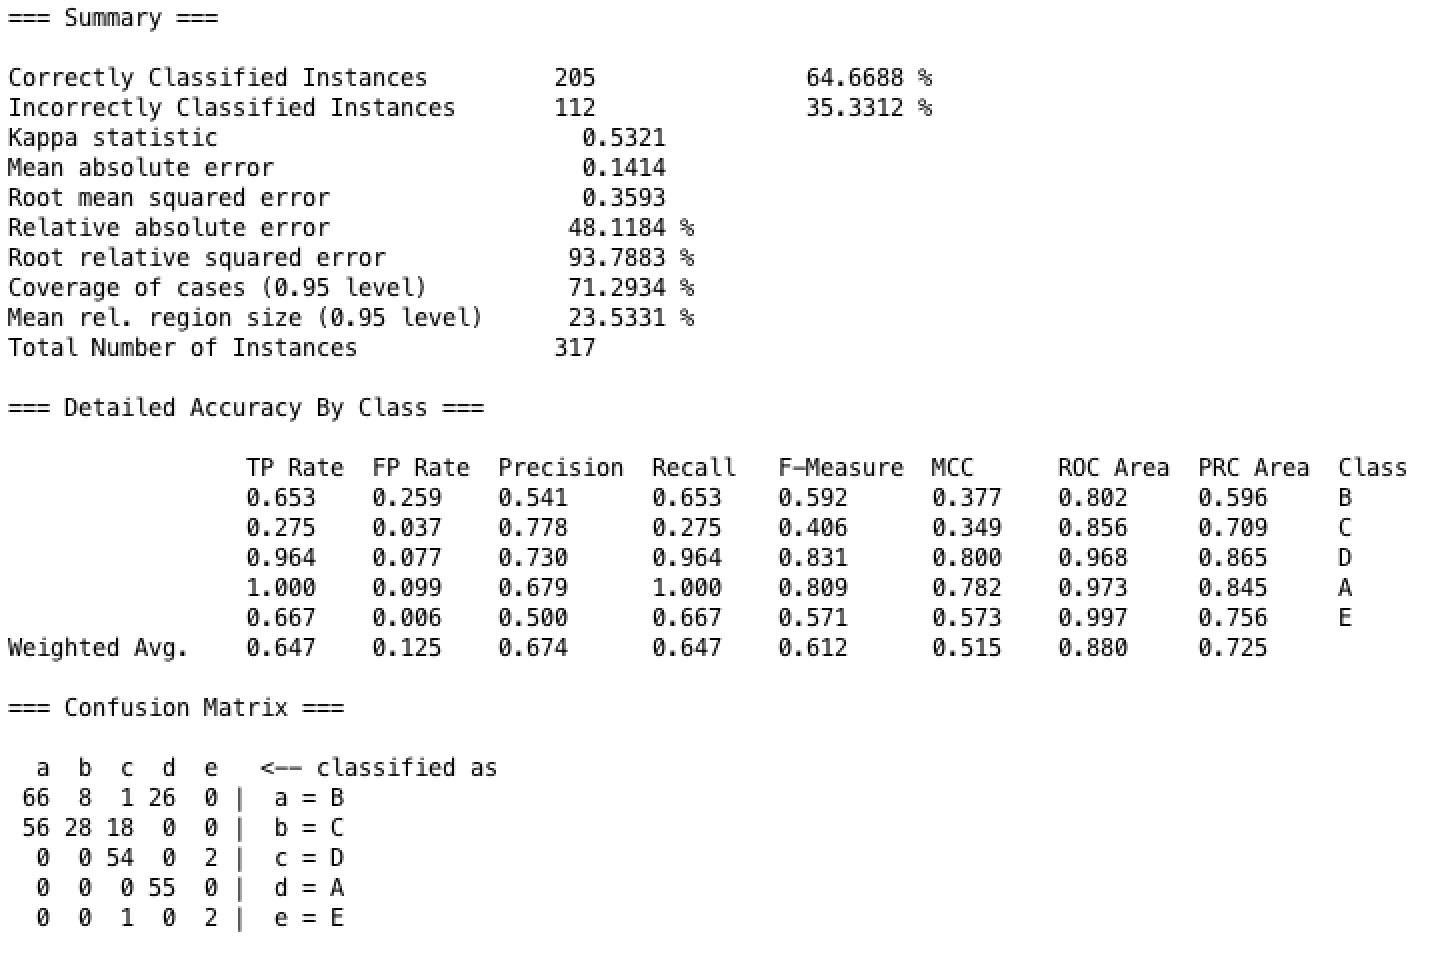 === Summary ===
Correctly Classified Instances 205 64.6688 %
Incorrectly Classified Instances 112 35.3312 %
Kappa statistic 0.5321
Mean absolute error 0.1414
Root mean squared error 0.3593
Relative absolute error 48.1184 %
Root relative squared error 93.7883 %
Coverage of cases (0.95 level) 71.2934 %
Mean rel. region size (0.95 level) 23.5331 %
Total Number of Instances 317
=== Detailed Accuracy By Class ===
TP Rate FP Rate Precision Recall F-Measure MCC ROC Area PRC Area Class
0.653 0.259 0.541 0.653 0.592 0.377 0.802 0.596 B
0.275 0.037 0.778 0.275 0.406 0.349 0.856 0.709 C
0.964 0.077 0.730 0.964 0.831 0.800 0.968 0.865 D
1.000 0.099 0.679 1.000 0.809 0.782 0.973 0.845 A
0.667 0.006 0.500 0.667 0.571 0.573 0.997 0.756 E
Weighted Avg. 0.647 0.125 0.674 0.647 0.612 0.515 0.880 0.725
=== Confusion Matrix ===
a b c d e <-- classified as
66 8 1 26 0 | a = B
56 28 18 0 0 | b = C
0 0 54 0 2 | c = D
0 0 0 55 0 | d = A
0 0 1 0 2 | e = E